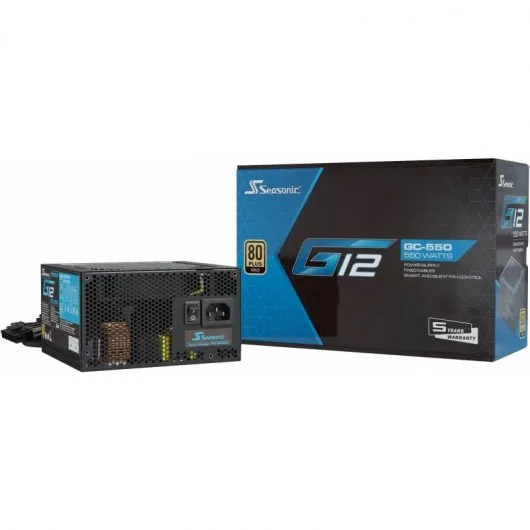 Seasonic
80
PLUS
GOLD
G12
GC-550
550 WATTS
POWER SUPPLY
FIXED CABLES
SMART AND SILENT FAN CONTROL
5 YEARS
WARRANTY
G12
Seasonic